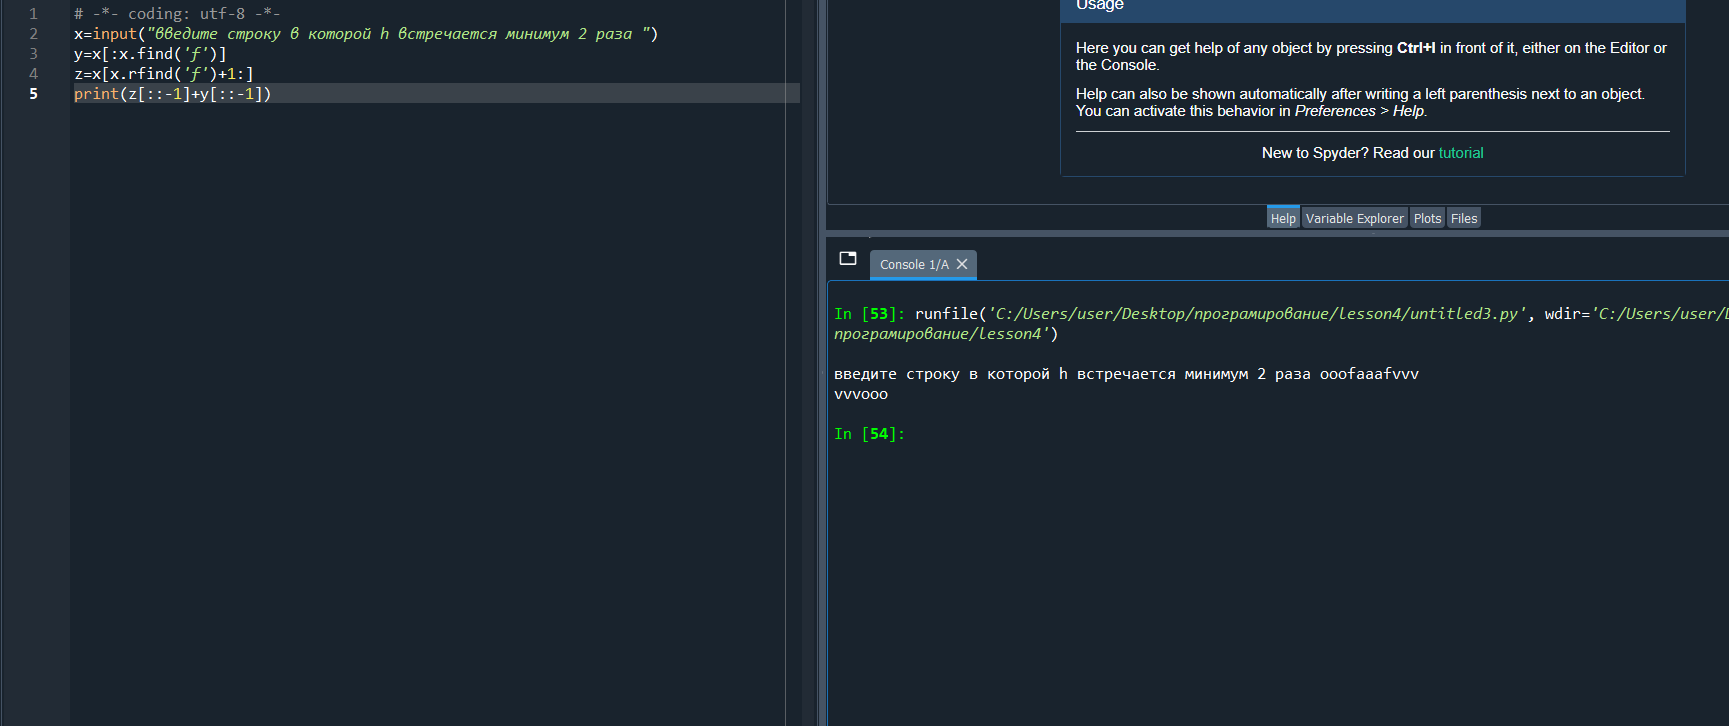 1 # -*- coding: utf-8 -*-
2 x=input("введите строку в которой h встречается минимум 2 раза ")
3 y=x[:x.find('f')]
4 z=x[x.rfind('f')+1:]
5 print(z[::-1]+y[::-1])
Usage
Here you can get help of any object by pressing Ctrl+I in front of it, either on the Editor or
the Console.
Help can also be shown automatically after writing a left parenthesis next to an object.
You can activate this behavior in Preferences > Help.
New to Spyder? Read our tutorial
Help Variable Explorer Plots Files
Console 1/A
In [53]: runfile('C:/Users/user/Desktop/програмирование/lesson4/untitled3.py', wdir='C:/Users/user/
програмирование/lesson4')
введите строку в которой h встречается минимум 2 раза ooofaaafvvv
vvvooo
In [54]: